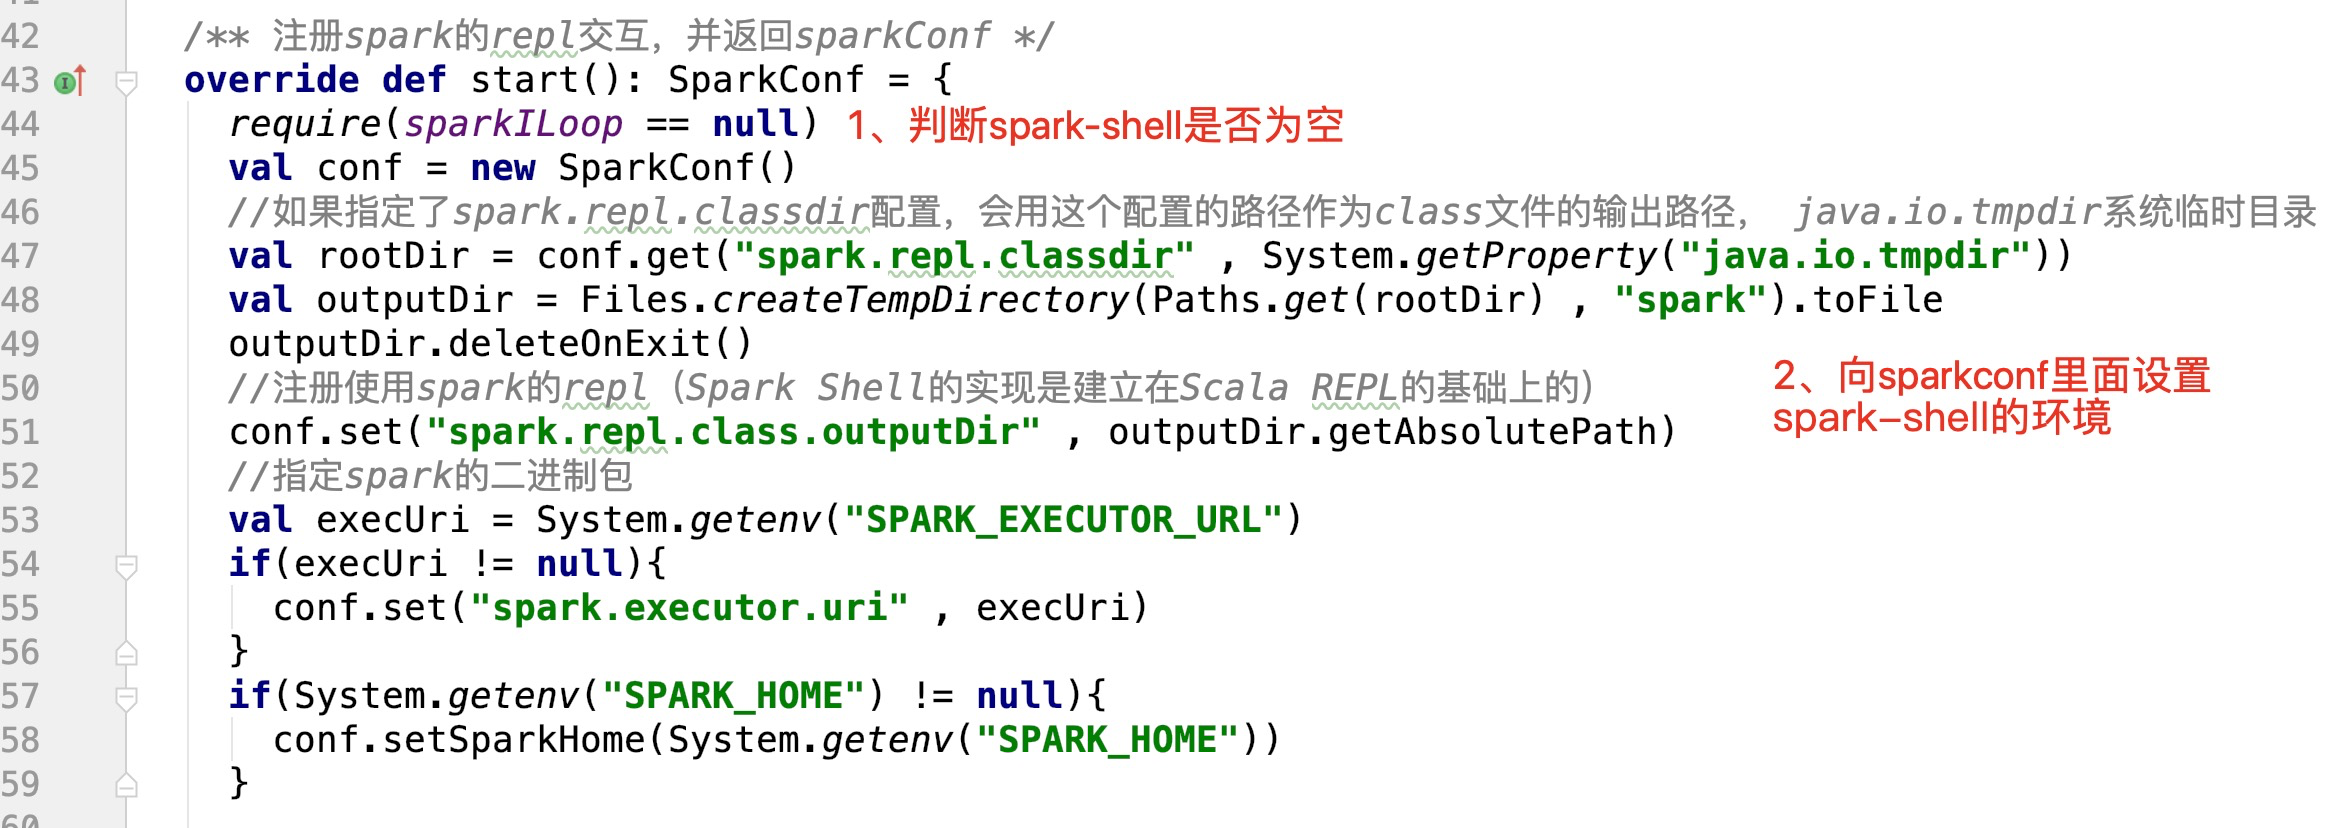 42 /** 注册spark的repl交互，并返回sparkConf */
43 override def start(): SparkConf = {
44 require(sparkILoop == null) 1、判断spark-shell是否为空
45 val conf = new SparkConf()
46 //如果指定了spark.repl.classdir配置，会用这个配置的路径作为class文件的输出路径， java.io.tmpdir系统临时目录
47 val rootDir = conf.get("spark.repl.classdir" , System.getProperty("java.io.tmpdir"))
48 val outputDir = Files.createTempDirectory(Paths.get(rootDir) , "spark").toFile
49 outputDir.deleteOnExit()
50 //注册使用spark的repl（Spark Shell的实现是建立在Scala REPL的基础上的）
51 conf.set("spark.repl.class.outputDir" , outputDir.getAbsolutePath)
2、向sparkconf里面设置
spark-shell的环境
52 //指定spark的二进制包
53 val execUri = System.getenv("SPARK_EXECUTOR_URL")
54 if(execUri != null){
55 conf.set("spark.executor.uri" , execUri)
56 }
57 if(System.getenv("SPARK_HOME") != null){
58 conf.setSparkHome(System.getenv("SPARK_HOME"))
59 }
60